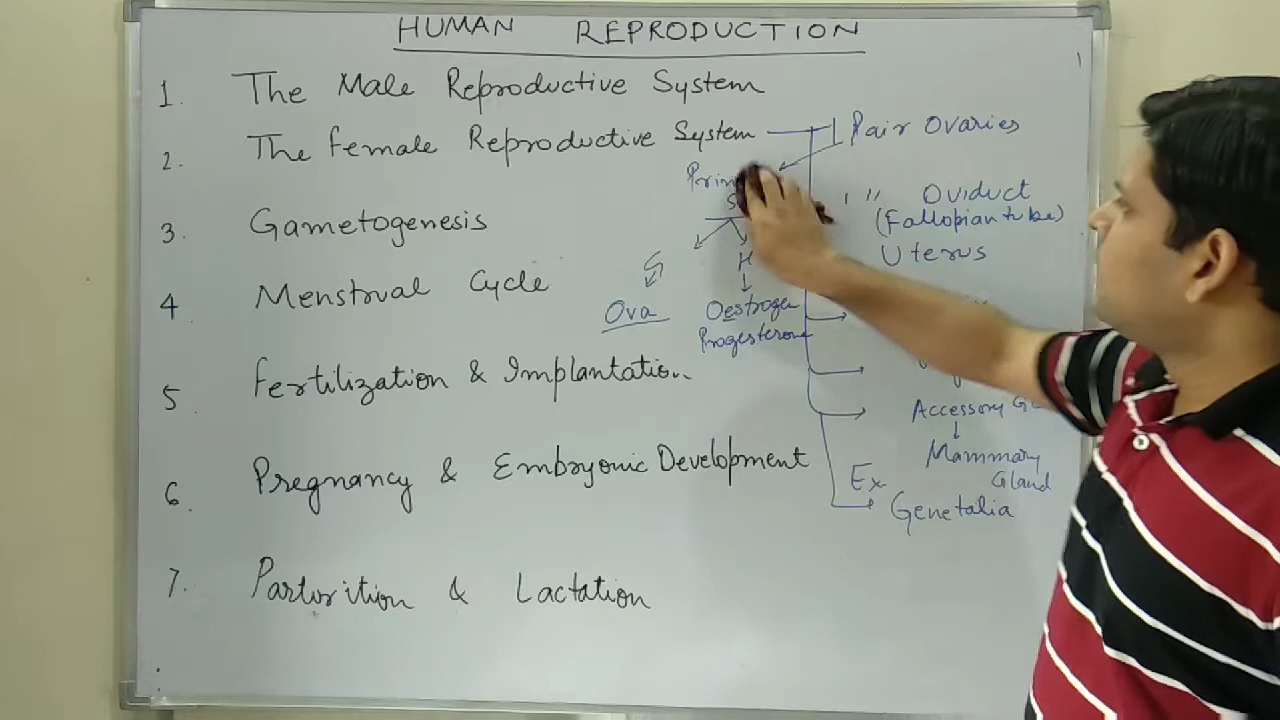 HUMAN REPRODUCTION
1. The Male Reproductive System
2. The Female Reproductive System
Pair Ovaries
3. Gametogenesis
4 Menstrual Cycle
5. Fertilization & Implantation
6. Pregnancy & Embryonic Development
7. Parturition & Lactation
G
H
Ova
Oestrogen
Progesterone
" Oviduct
(Fallopian tube)
Uterus
Accessory
Mammary
Gland
Ex
Genetalia